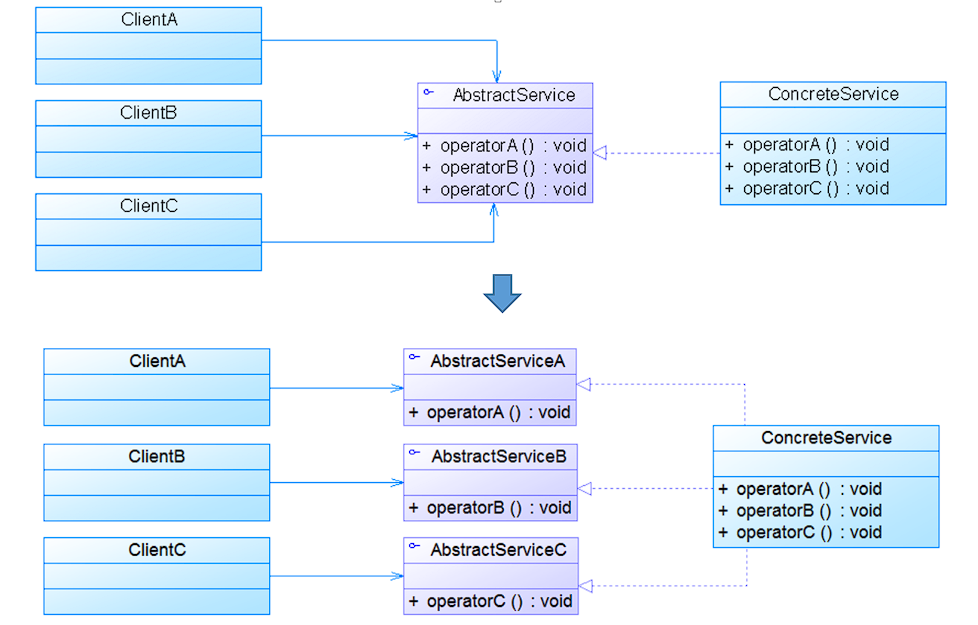 ClientA
ClientB
ClientC
AbstractService
+ operatorA () : void
+ operatorB () : void
+ operatorC () : void
ConcreteService
+ operatorA () : void
+ operatorB () : void
+ operatorC () : void
ClientA
ClientB
ClientC
AbstractServiceA
+ operatorA () : void
AbstractServiceB
+ operatorB () : void
AbstractServiceC
+ operatorC () : void
ConcreteService
+ operatorA () : void
+ operatorB () : void
+ operatorC () : void